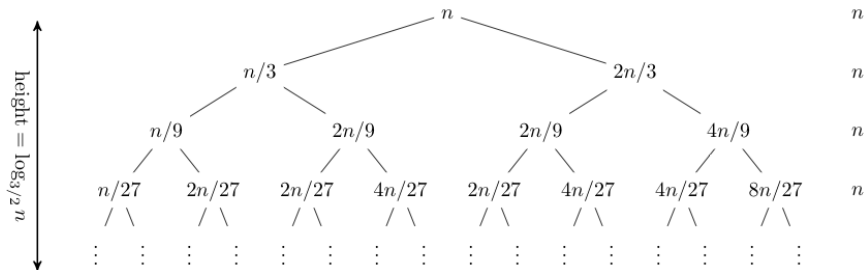 n n
n/3 2n/3 n
n/9 2n/9 2n/9 4n/9 n
n/27 2n/27 2n/27 4n/27 2n/27 4n/27 4n/27 8n/27 n
⋮ ⋮ ⋮ ⋮ ⋮ ⋮ ⋮ ⋮ ⋮ ⋮ ⋮ ⋮ ⋮ ⋮ ⋮ ⋮
height = log_{3/2} n